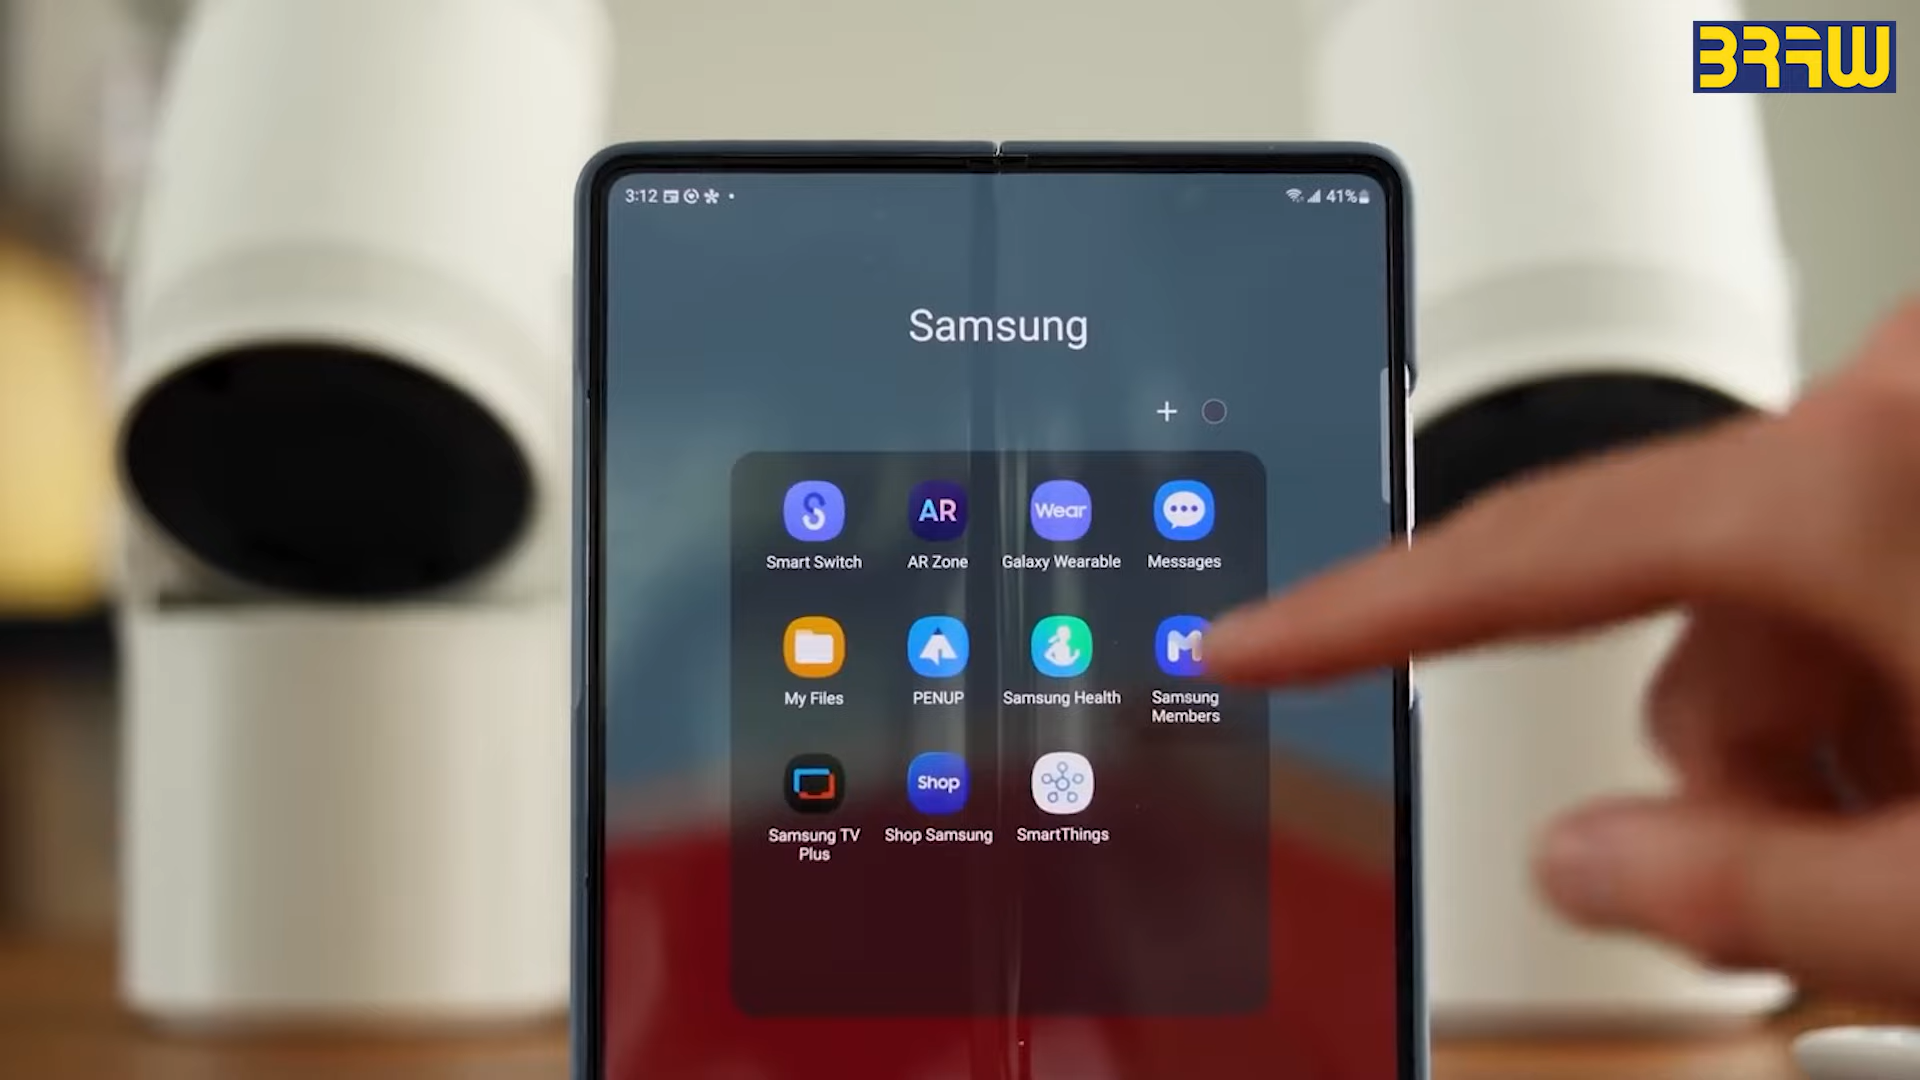 BRAW
3:12
41%
Samsung
Smart Switch
AR
AR Zone
Wear
Galaxy Wearable
Messages
My Files
PENUP
Samsung Health
M
Samsung
Members
Samsung TV
Plus
Shop
Shop Samsung
SmartThings